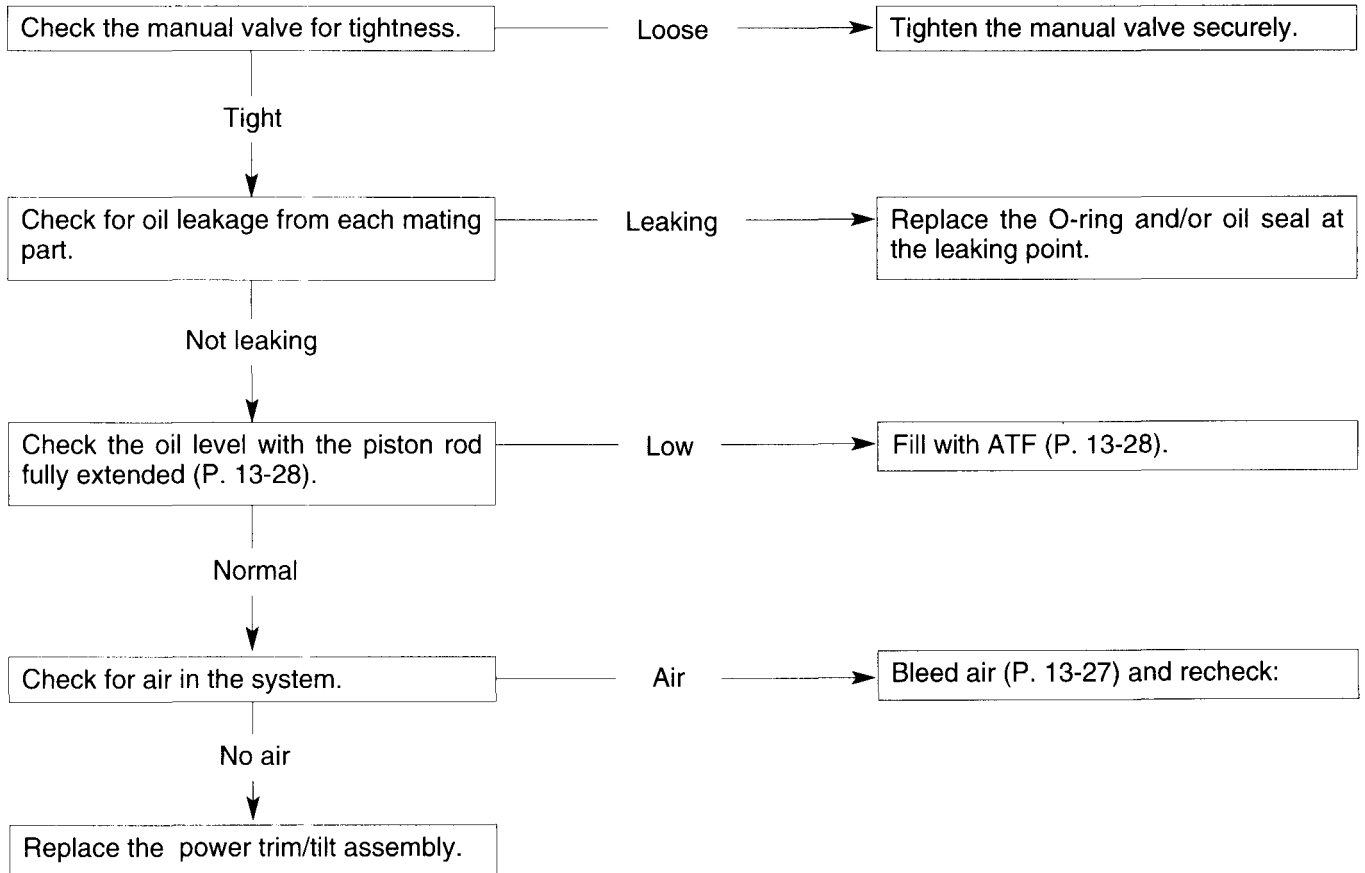 Check the manual valve for tightness.
Loose
Tighten the manual valve securely.
Tight
Check for oil leakage from each mating
part.
Leaking
Replace the O-ring and/or oil seal at
the leaking point.
Not leaking
Check the oil level with the piston rod
fully extended (P. 13-28).
Low
Fill with ATF (P. 13-28).
Normal
Check for air in the system.
Air
Bleed air (P. 13-27) and recheck:
No air
Replace the power trim/tilt assembly.